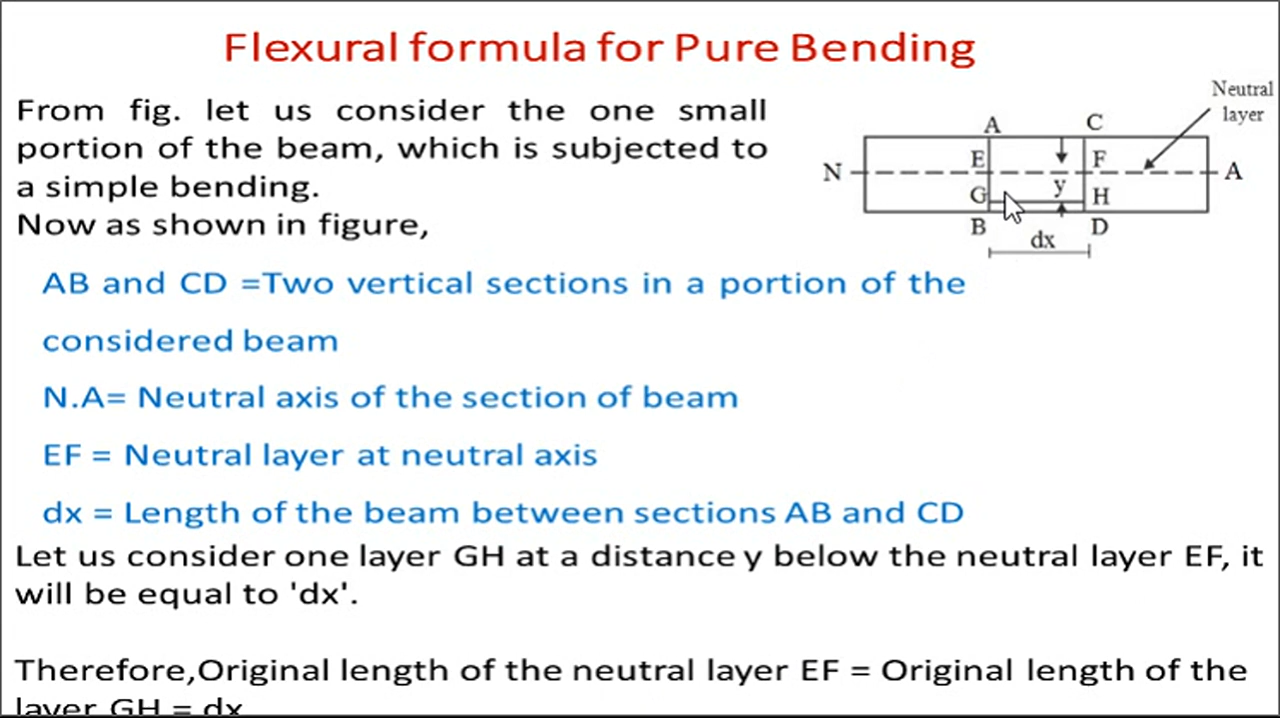 Flexural formula for Pure Bending
From fig. let us consider the one small
portion of the beam, which is subjected to
a simple bending.
Now as shown in figure,
Neutral
layer
A C
E F
N A
G y H
B D
dx
AB and CD =Two vertical sections in a portion of the
considered beam
N.A= Neutral axis of the section of beam
EF = Neutral layer at neutral axis
dx = Length of the beam between sections AB and CD
Let us consider one layer GH at a distance y below the neutral layer EF, it
will be equal to 'dx'.
Therefore,Original length of the neutral layer EF = Original length of the
layer GH = dx